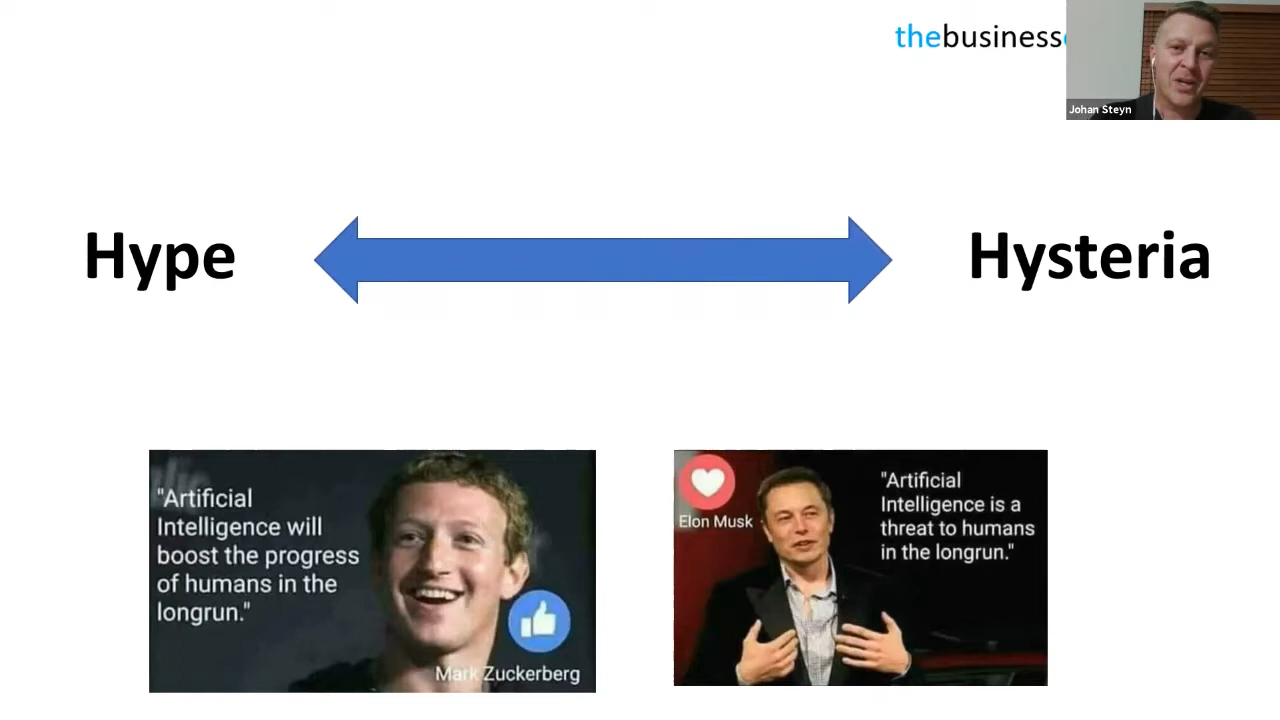 thebusiness
Johan Steyn
Hype
Hysteria
"Artificial
Intelligence will
boost the progress
of humans in the
longrun."
Mark Zuckerberg
Elon Musk
"Artificial
Intelligence is a
threat to humans
in the longrun."